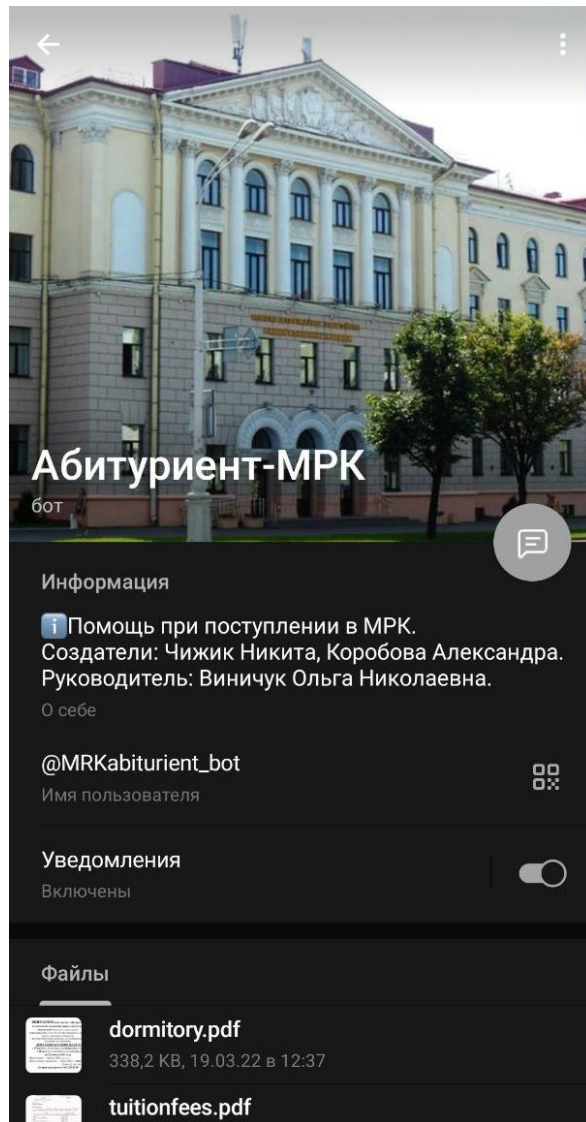 Абитуриент-МРК
бот
Информация
ℹ️Помощь при поступлении в МРК.
Создатели: Чижик Никита, Коробова Александра.
Руководитель: Виничук Ольга Николаевна.
О себе
@MRKabiturient_bot
Имя пользователя
Уведомления
Включены
Файлы
dormitory.pdf
338,2 KB, 19.03.22 в 12:37
tuitionfees.pdf